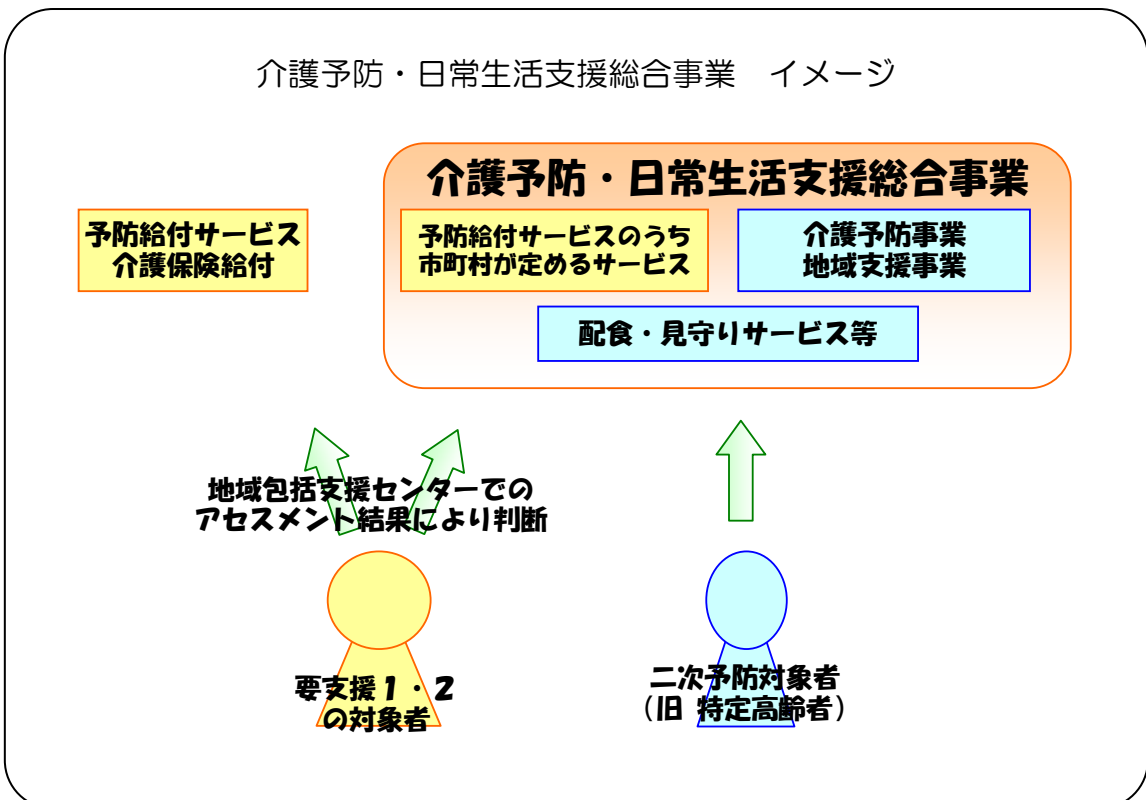 介護予防・日常生活支援総合事業　イメージ
介護予防・日常生活支援総合事業
予防給付サービス
介護保険給付
予防給付サービスのうち
市町村が定めるサービス
介護予防事業
地域支援事業
配食・見守りサービス等
地域包括支援センターでの
アセスメント結果により判断
要支援１・２
の対象者
二次予防対象者
（旧 特定高齢者）